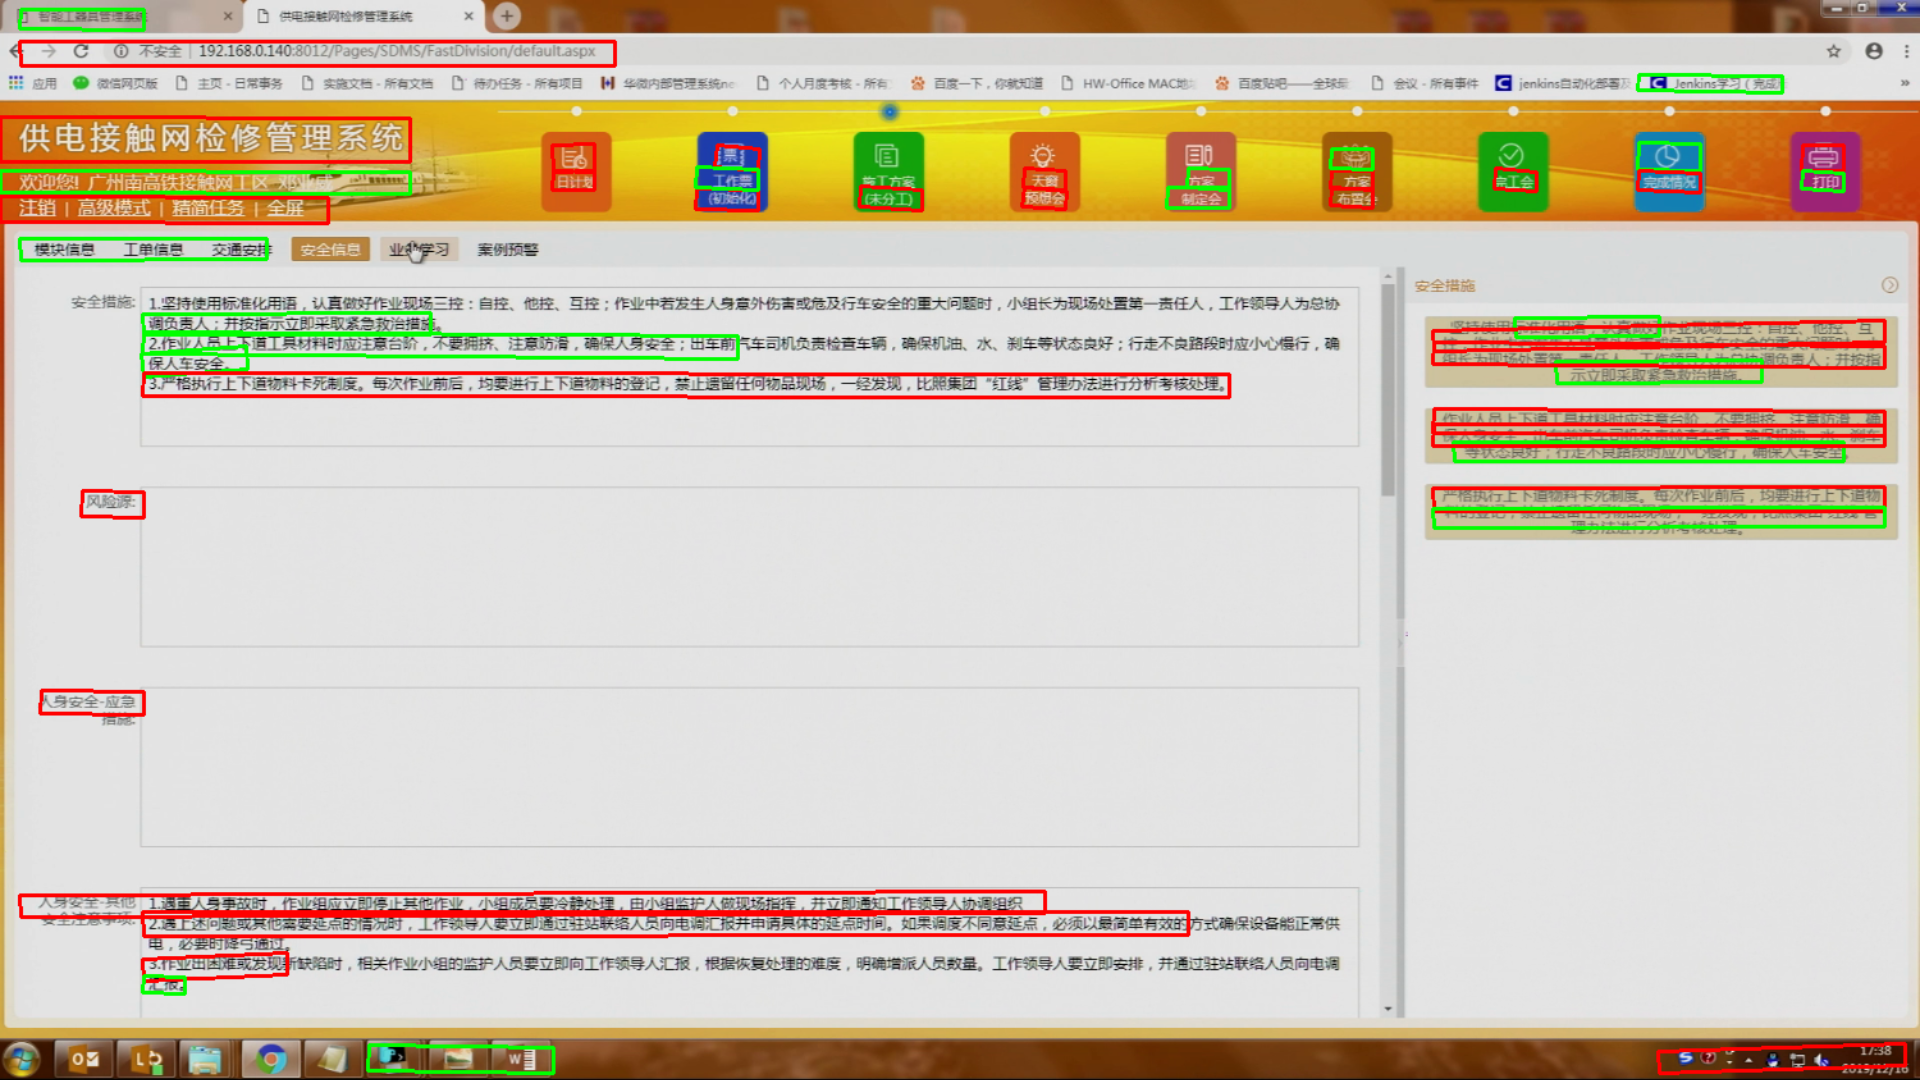 智能工器具管理系统
供电接触网检修管理系统
不安全 192.168.0.140:8012/Pages/SDMS/FastDivision/default.aspx
应用 微信网页版 主页 - 日常事务 实施文档 - 所有文档 待办任务 - 所有项目 华微内部管理系统ne 个人月度考核 - 所有 百度一下，你就知道 HW-Office MAC地 百度贴吧——全球 会议 - 所有事件 jenkins自动化部署及 Jenkins学习（完成
供电接触网检修管理系统
欢迎您! 广州南高铁接触网工区
注销 | 高级模式 | 精简任务 | 全屏
日计划
票
工作票
(初始化)
施工方案
(未分工)
天窗
预想会
方案
制定会
方案
布置会
完工会
完成情况
打印
模块信息 工单信息 交通安排 安全信息 业务学习 案例预警
安全措施:
1.坚持使用标准化用语，认真做好作业现场三控：自控、他控、互控；作业中若发生人身意外伤害或危及行车安全的重大问题时，小组长为现场处置第一责任人，工作领导人为总协
调负责人；并按指示立即采取紧急救治措施。
2.作业人员上下道工具材料时应注意台阶，不要拥挤、注意防滑，确保人身安全；出车前汽车司机负责检查车辆，确保机油、水、刹车等状态良好；行走不良路段时应小心慢行，确
保人车安全。
3.严格执行上下道物料卡死制度。每次作业前后，均要进行上下道物料的登记，禁止遗留任何物品现场，一经发现，比照集团“红线”管理办法进行分析考核处理。
风险源:
人身安全-应急
措施:
人身安全-其他
安全注意事项:
1.遇重人身事故时，作业组应立即停止其他作业，小组成员要冷静处理，由小组监护人做现场指挥，并立即通知工作领导人协调组织
2.遇上述问题或其他需要延点的情况时，工作领导人要立即通过驻站联络人员向电调汇报并申请具体的延点时间。如果调度不同意延点，必须以最简单有效的方式确保设备能正常供
电，必要时降弓通过。
3.作业出困难或发现新缺陷时，相关作业小组的监护人员要立即向工作领导人汇报，根据恢复处理的难度，明确增派人员数量。工作领导人要立即安排，并通过驻站联络人员向电调
汇报。
安全措施
坚持使用标准化用语，认真做好作业现场三控：自控、他控、互
控；作业中若发生人身意外伤害或危及行车安全的重大问题时，小
组长为现场处置第一责任人，工作领导人为总协调负责人；并按指
示立即采取紧急救治措施。
作业人员上下道工具材料时应注意台阶，不要拥挤、注意防滑，确
保人身安全；出车前汽车司机负责检查车辆，确保机油、水、刹车
等状态良好；行走不良路段时应小心慢行，确保人车安全。
严格执行上下道物料卡死制度。每次作业前后，均要进行上下道物
料的登记，禁止遗留任何物品现场，一经发现，比照集团“红线”管
理办法进行分析考核处理。
17:38
2019/12/16